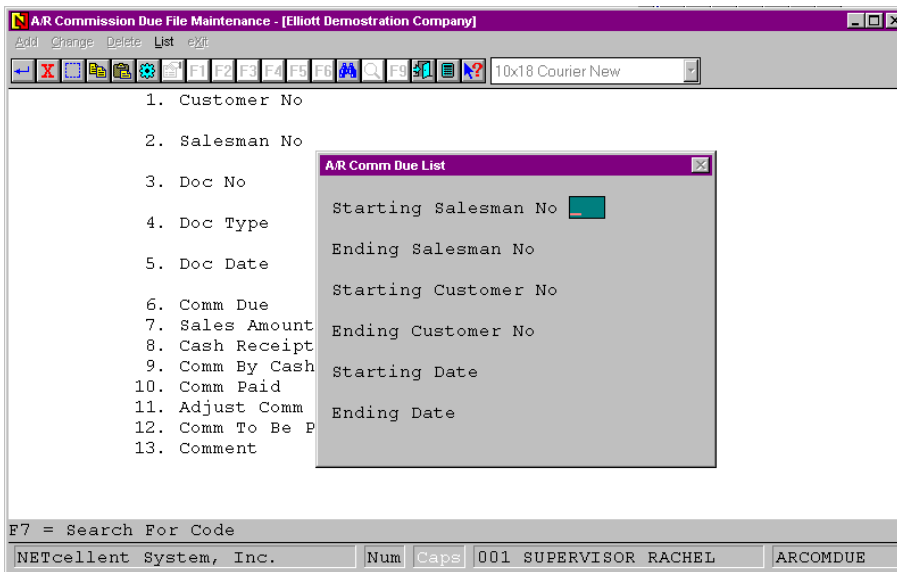 A/R Commission Due File Maintenance - [Elliott Demostration Company]
Add Change Delete List eXit
F1 F2 F3 F4 F5 F6 F9 10x18 Courier New
1. Customer No
2. Salesman No
3. Doc No
4. Doc Type
5. Doc Date
6. Comm Due
7. Sales Amount
8. Cash Receipt
9. Comm By Cash
10. Comm Paid
11. Adjust Comm
12. Comm To Be P
13. Comment
A/R Comm Due List
Starting Salesman No
Ending Salesman No
Starting Customer No
Ending Customer No
Starting Date
Ending Date
F7 = Search For Code
NETcellent System, Inc. Num Caps 001 SUPERVISOR RACHEL ARCOMDUE